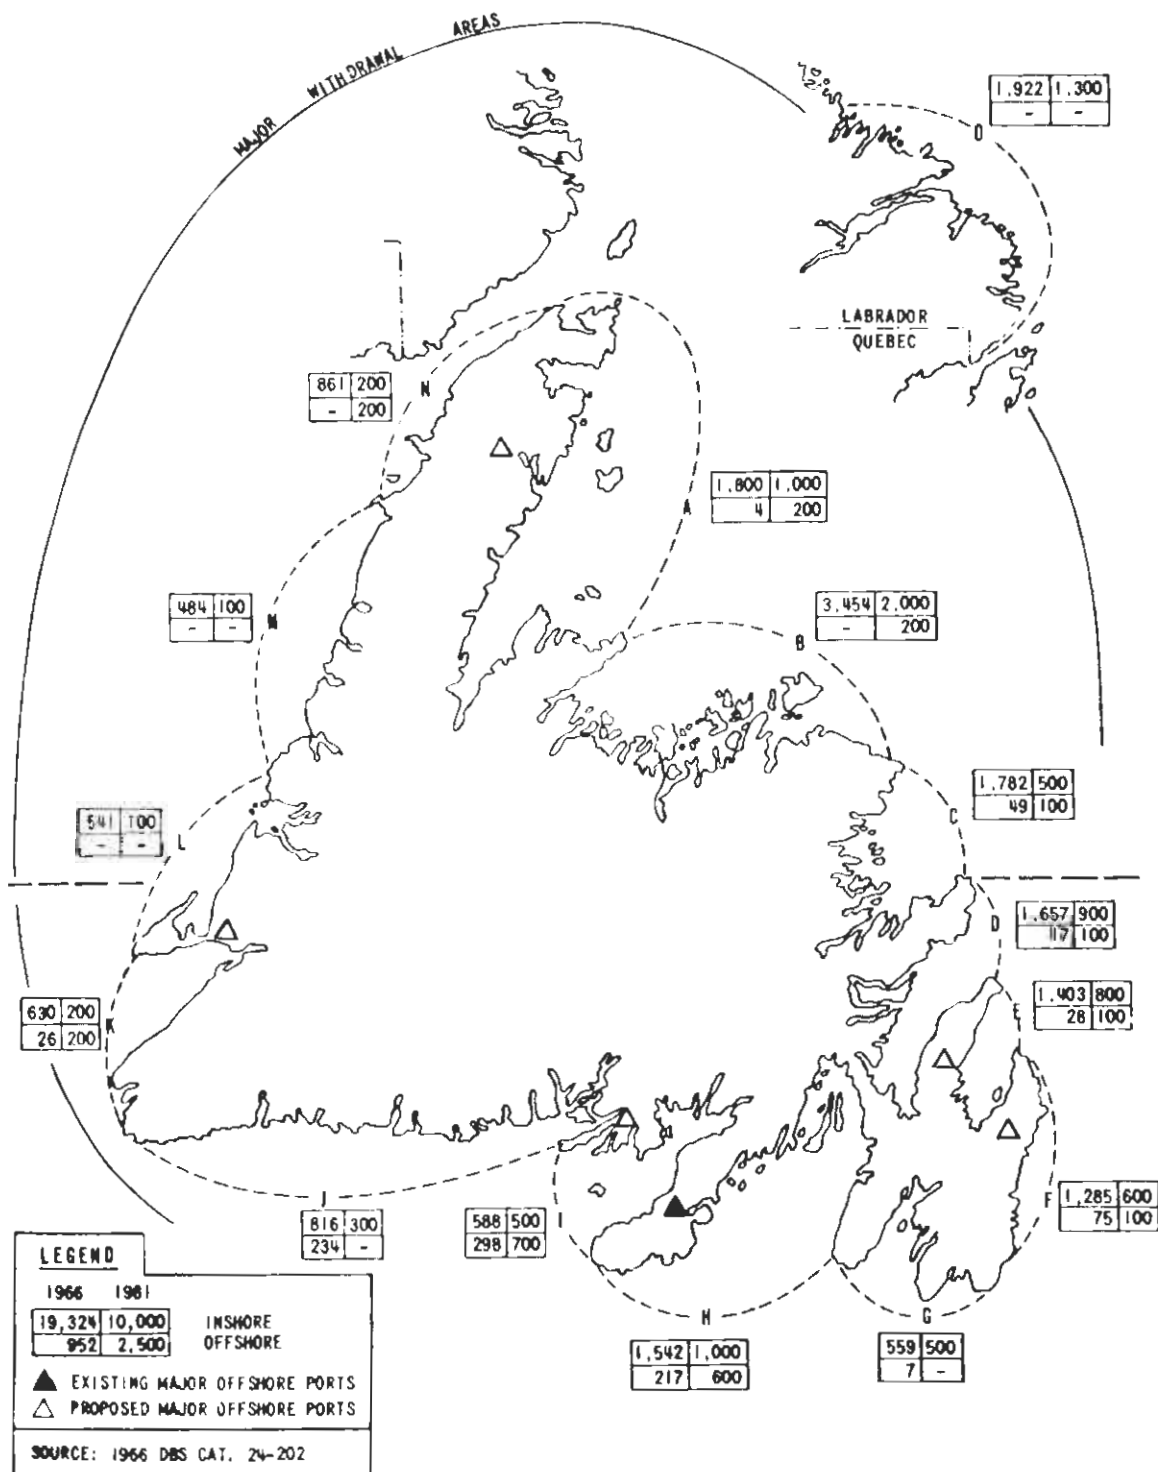 MAJOR WITHDRAWAL AREAS
1,922 1,300
- -
O
LABRADOR
QUEBEC
861 200
- 200
N
1,800 1,000
4 200
A
484 100
- -
M
3,454 2,000
- 200
B
1,782 500
49 100
C
541 100
- -
L
1,657 900
117 100
D
1,403 800
28 100
E
630 200
26 200
K
1,285 600
75 100
F
J
816 300
234 -
588 500
298 700
I
H
1,542 1,000
217 600
G
559 500
7 -
LEGEND
1966 1981
19,324 10,000 INSHORE
952 2,500 OFFSHORE
EXISTING MAJOR OFFSHORE PORTS
PROPOSED MAJOR OFFSHORE PORTS
SOURCE: 1966 DBS CAT. 24-202